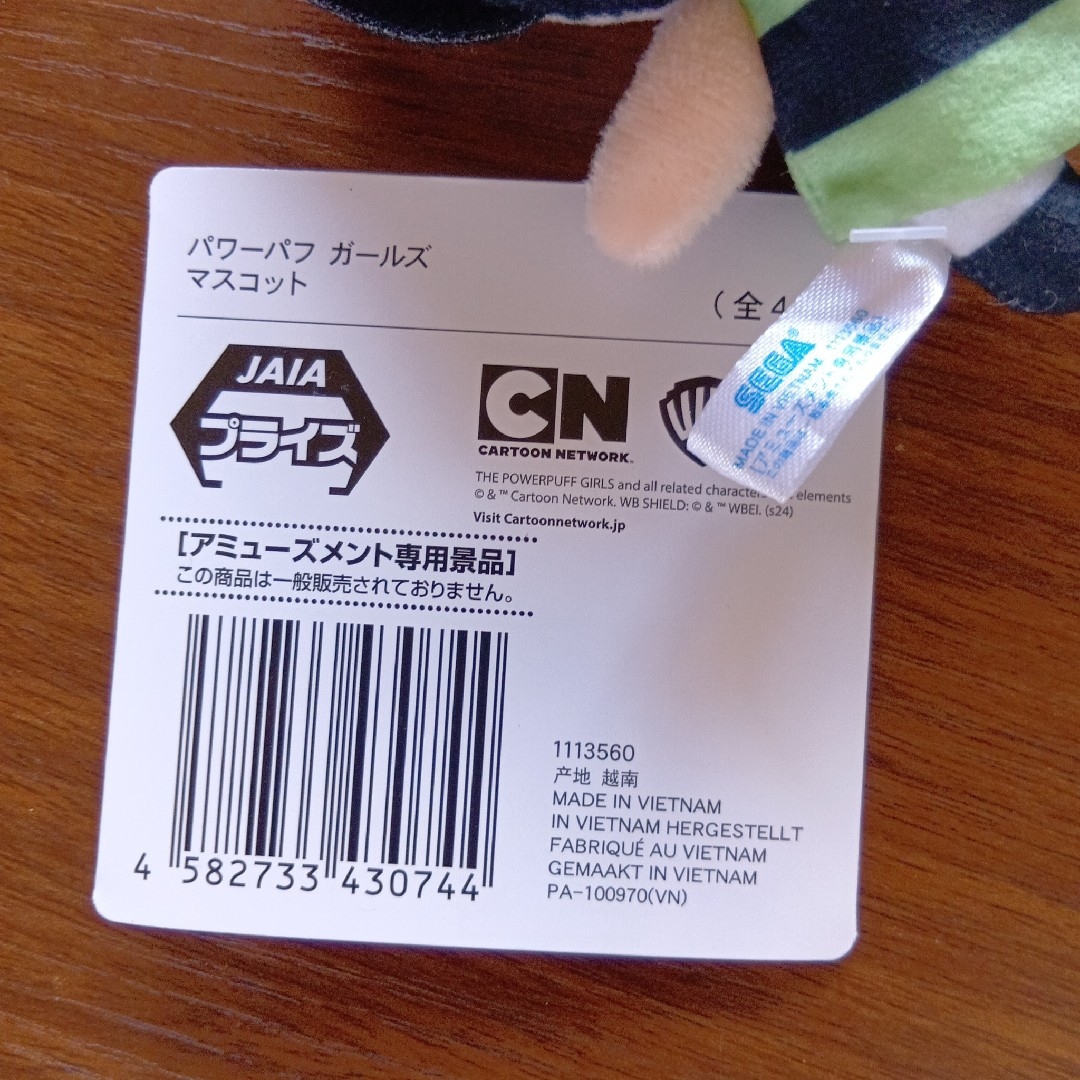 パワーパフ ガールズ
マスコット
(全4
JAIA
プライズ
CN
CARTOON NETWORK™
THE POWERPUFF GIRLS and all related characters elements
© & ™ Cartoon Network. WB SHIELD: © & ™ WBEI. (s24)
Visit Cartoonnetwork.jp
[アミューズメント専用景品]
この商品は一般販売されておりません。
4 582733 430744
1113560
产地 越南
MADE IN VIETNAM
IN VIETNAM HERGESTELLT
FABRIQUÉ AU VIETNAM
GEMAAKT IN VIETNAM
PA-100970(VN)
SEGA®
MADE IN VIETNAM